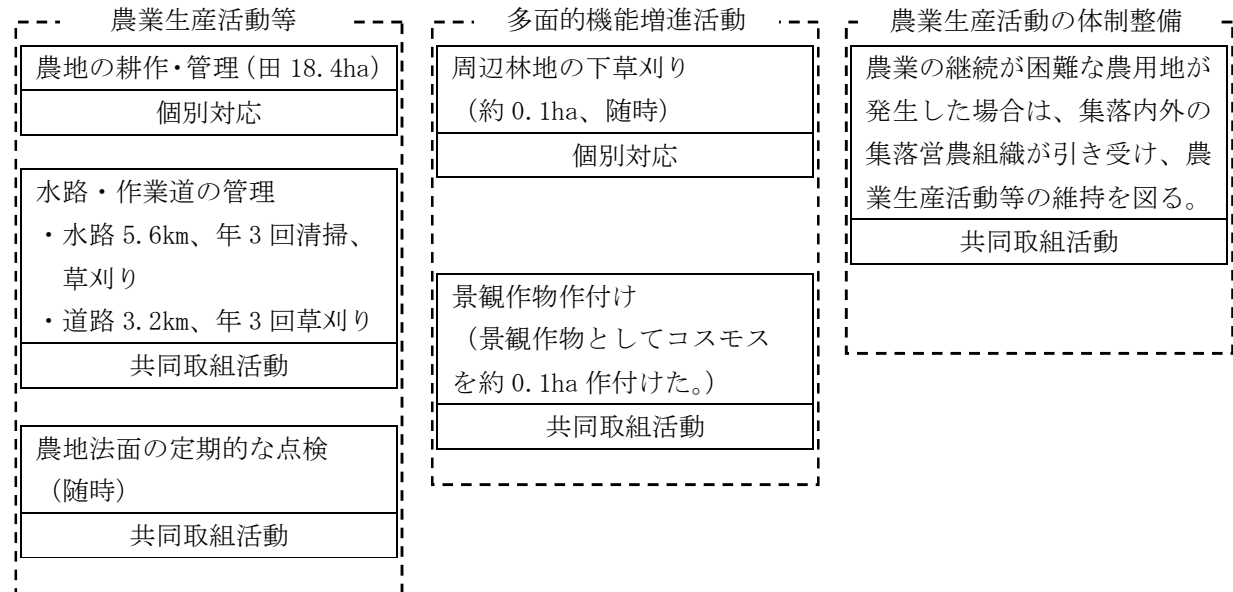 農業生産活動等
農地の耕作・管理（田 18.4ha）
個別対応
水路・作業道の管理
・水路 5.6km、年 3 回清掃、
草刈り
・道路 3.2km、年 3 回草刈り
共同取組活動
農地法面の定期的な点検
（随時）
共同取組活動
多面的機能増進活動
周辺林地の下草刈り
（約 0.1ha、随時）
個別対応
景観作物作付け
（景観作物としてコスモス
を約 0.1ha 作付けた。）
共同取組活動
農業生産活動の体制整備
農業の継続が困難な農用地が
発生した場合は、集落内外の
集落営農組織が引き受け、農
業生産活動等の維持を図る。
共同取組活動